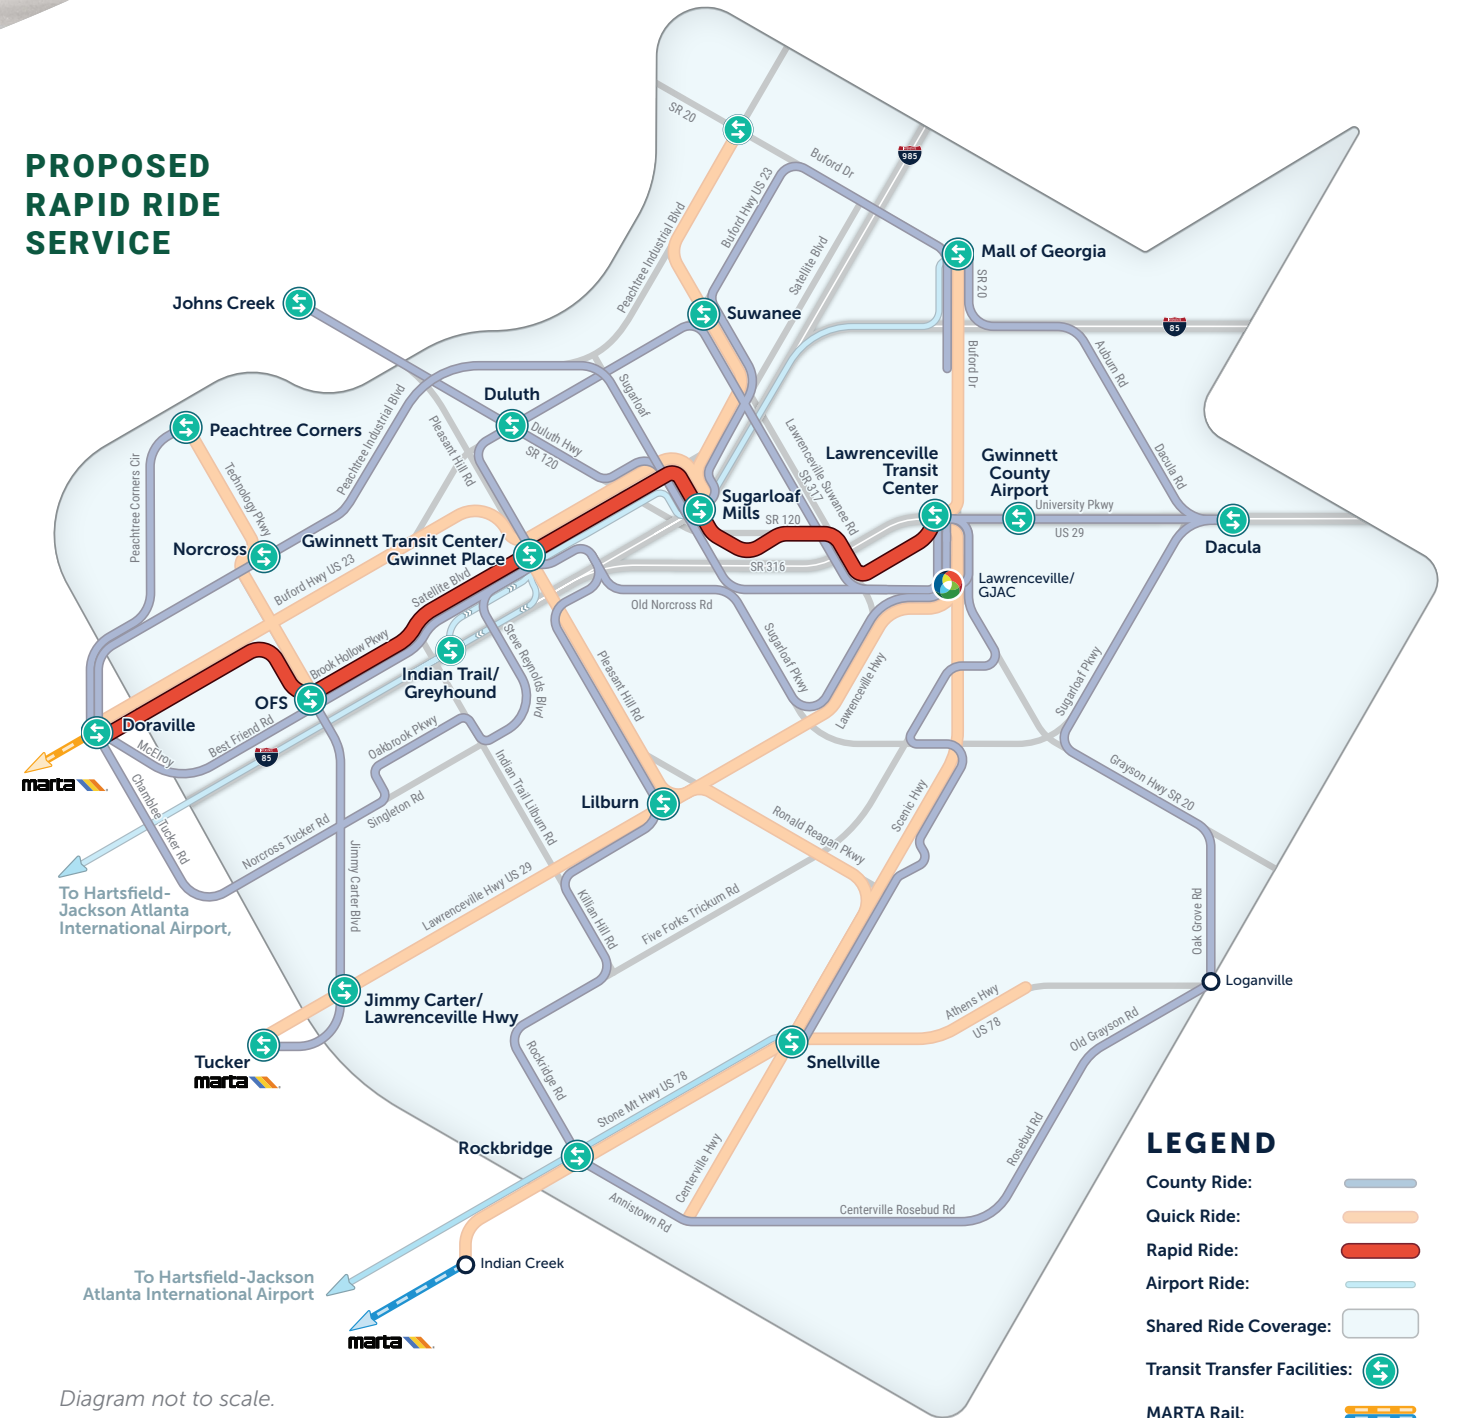 PROPOSED
RAPID RIDE
SERVICE
SR 20
Buford Dr
985
Buford Hwy US 23
Satellite Blvd
Peachtree Industrial Blvd
Mall of Georgia
SR 20
Johns Creek
Suwanee
85
Buford Dr
Auburn Rd
Duluth
Sugarloaf
Peachtree Industrial Blvd
Pleasant Hill Rd
Duluth Hwy
SR 120
Peachtree Corners
Technology Pkwy
Peachtree Corners Cir
Lawrenceville Suwanee Rd
SR 317
Lawrenceville
Transit
Center
Gwinnett
County
Airport
Dacula Rd
University Pkwy
US 29
Dacula
Sugarloaf
Mills
SR 120
SR 316
Norcross
Gwinnett Transit Center/
Gwinnet Place
Buford Hwy US 23
Satellite Blvd
Lawrenceville/
GJAC
Old Norcross Rd
Brook Hollow Pkwy
Steve Reynolds Blvd
Sugarloaf Pkwy
Pleasant Hill Rd
Lawrenceville Hwy
Sugarloaf Pkwy
Indian Trail/
Greyhound
OFS
Doraville
Best Friend Rd
McElroy
85
Oakbrook Pkwy
marta
Chamblee Tucker Rd
Indian Trail Lilburn Rd
Grayson Hwy SR 20
Lilburn
Singleton Rd
Scenic Hwy
Ronald Reagan Pkwy
Norcross Tucker Rd
Jimmy Carter Blvd
To Hartsfield-
Jackson Atlanta
International Airport,
Lawrenceville Hwy US 29
Killian Hill Rd
Five Forks Trickum Rd
Oak Grove Rd
Loganville
Jimmy Carter/
Lawrenceville Hwy
Athens Hwy
US 78
Old Grayson Rd
Tucker
marta
Rockridge Rd
Snellville
Stone Mt Hwy US 78
Rockbridge
Centerville Hwy
Annistown Rd
Centerville Rosebud Rd
Rosebud Rd
Indian Creek
To Hartsfield-Jackson
Atlanta International Airport
marta
Diagram not to scale.
LEGEND
County Ride:
Quick Ride:
Rapid Ride:
Airport Ride:
Shared Ride Coverage:
Transit Transfer Facilities:
MARTA Rail: